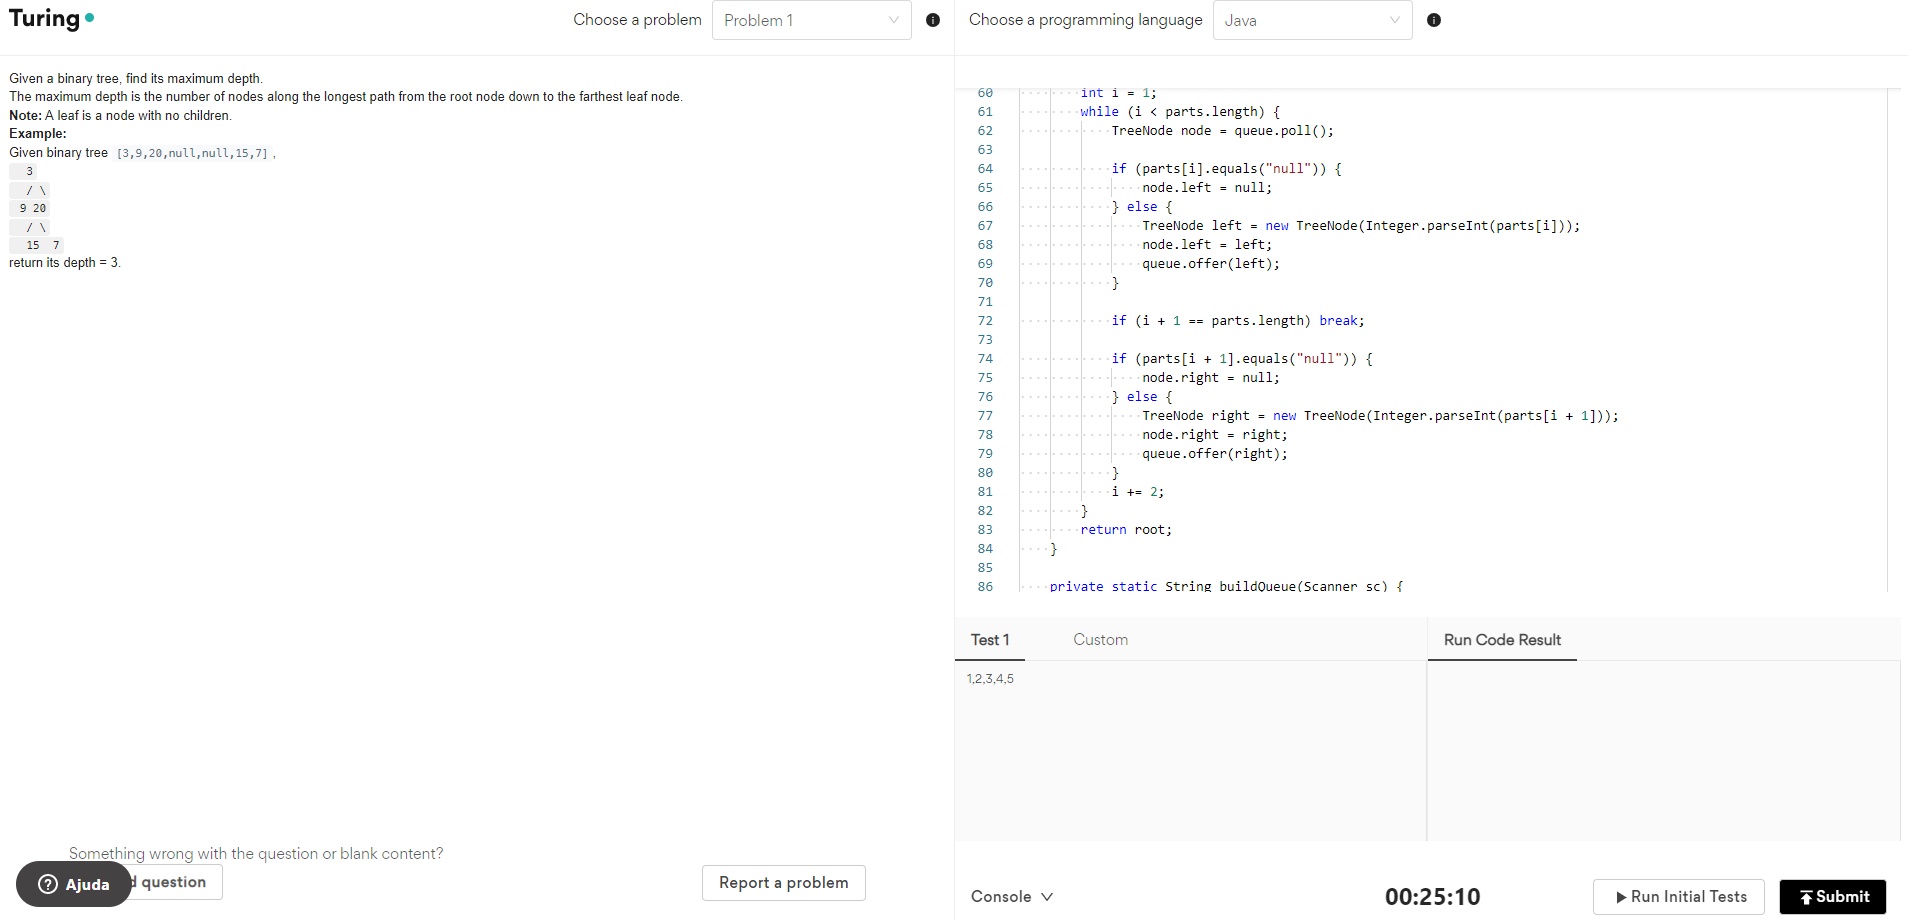 Turing
Choose a problem
Problem 1
Choose a programming language
Java
Given a binary tree, find its maximum depth.
The maximum depth is the number of nodes along the longest path from the root node down to the farthest leaf node.
Note: A leaf is a node with no children.
Example:
Given binary tree [3,9,20,null,null,15,7] ,
3
/ \
9 20
/ \
15 7
return its depth = 3.
60 int i = 1;
61 while (i < parts.length) {
62 TreeNode node = queue.poll();
63
64 if (parts[i].equals("null")) {
65 node.left = null;
66 } else {
67 TreeNode left = new TreeNode(Integer.parseInt(parts[i]));
68 node.left = left;
69 queue.offer(left);
70 }
71
72 if (i + 1 == parts.length) break;
73
74 if (parts[i + 1].equals("null")) {
75 node.right = null;
76 } else {
77 TreeNode right = new TreeNode(Integer.parseInt(parts[i + 1]));
78 node.right = right;
79 queue.offer(right);
80 }
81 i += 2;
82 }
83 return root;
84 }
85
86 private static String buildQueue(Scanner sc) {
Test 1
Custom
Run Code Result
1,2,3,4,5
Something wrong with the question or blank content?
Ajuda
d question
Report a problem
Console
00:25:10
Run Initial Tests
Submit